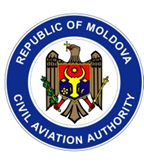 REPUBLIC OF MOLDOVA
CIVIL AVIATION AUTHORITY